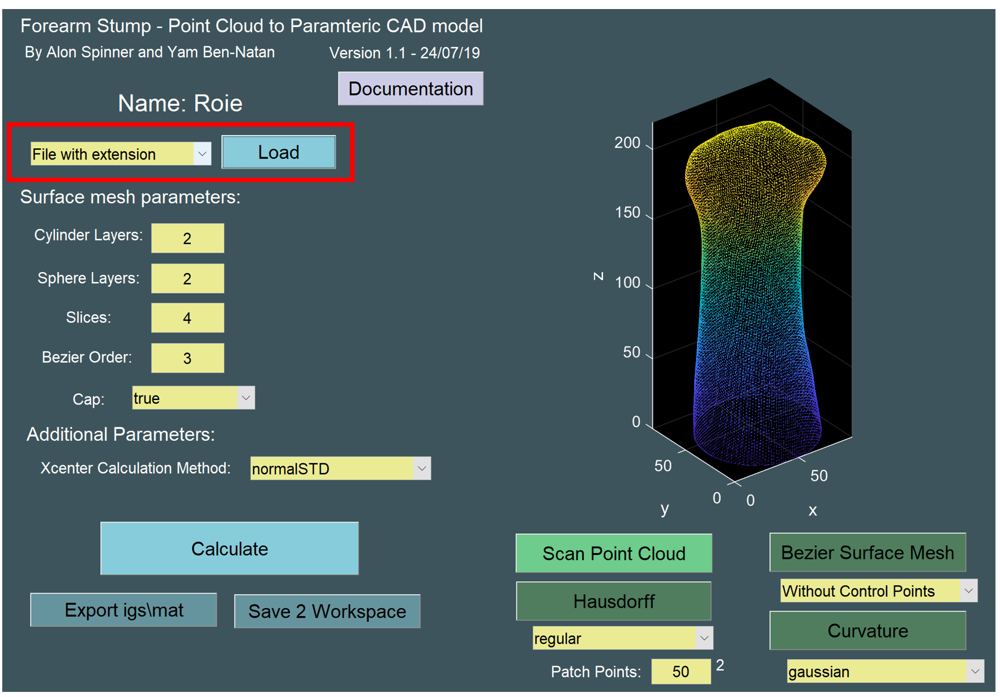 Forearm Stump - Point Cloud to Paramteric CAD model
By Alon Spinner and Yam Ben-Natan
Version 1.1 - 24/07/19
Documentation
Name: Roie
File with extension
Load
Surface mesh parameters:
Cylinder Layers: 2
Sphere Layers: 2
Slices: 4
Bezier Order: 3
Cap: true
Additional Parameters:
Xcenter Calculation Method: normalSTD
Calculate
Export igs\mat
Save 2 Workspace
200
150
z
100
50
0
50
0
y
0
50
x
Scan Point Cloud
Bezier Surface Mesh
Without Control Points
Hausdorff
regular
Curvature
Patch Points: 50 2
gaussian